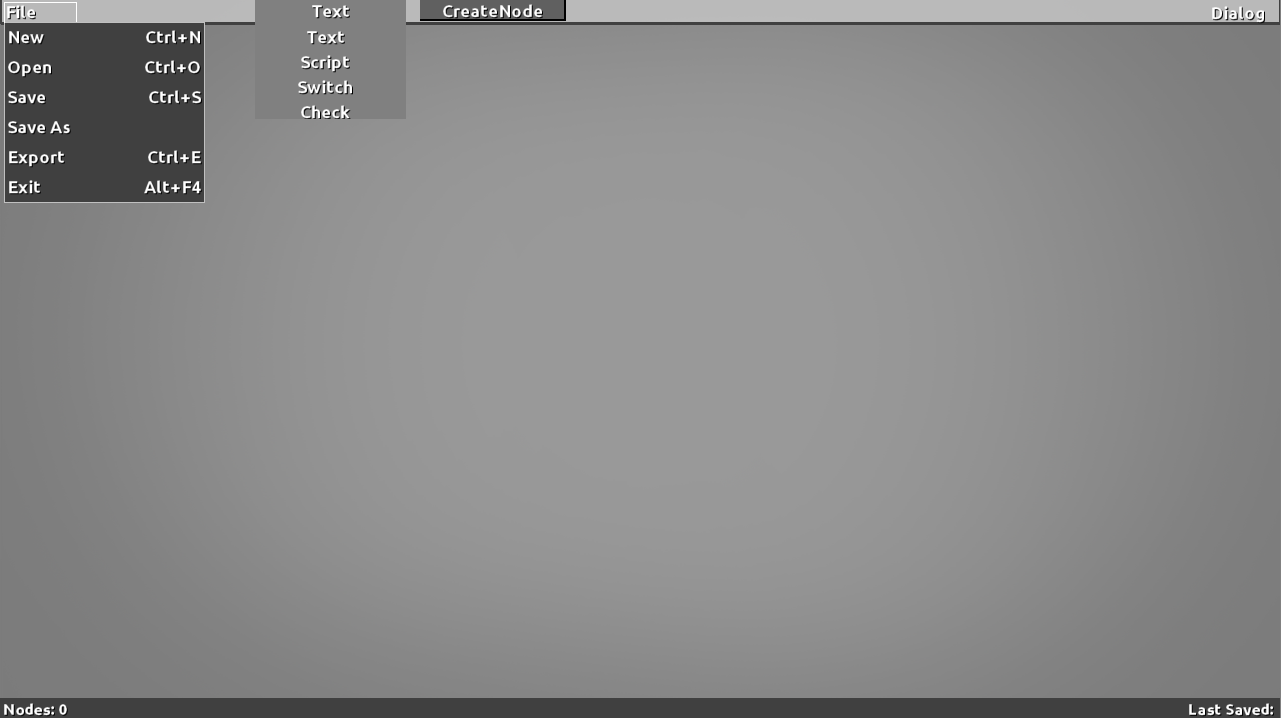 File Text CreateNode Dialog
New Ctrl+N
Open Ctrl+O
Save Ctrl+S
Save As
Export Ctrl+E
Exit Alt+F4
Text
Script
Switch
Check
Nodes: 0 Last Saved: